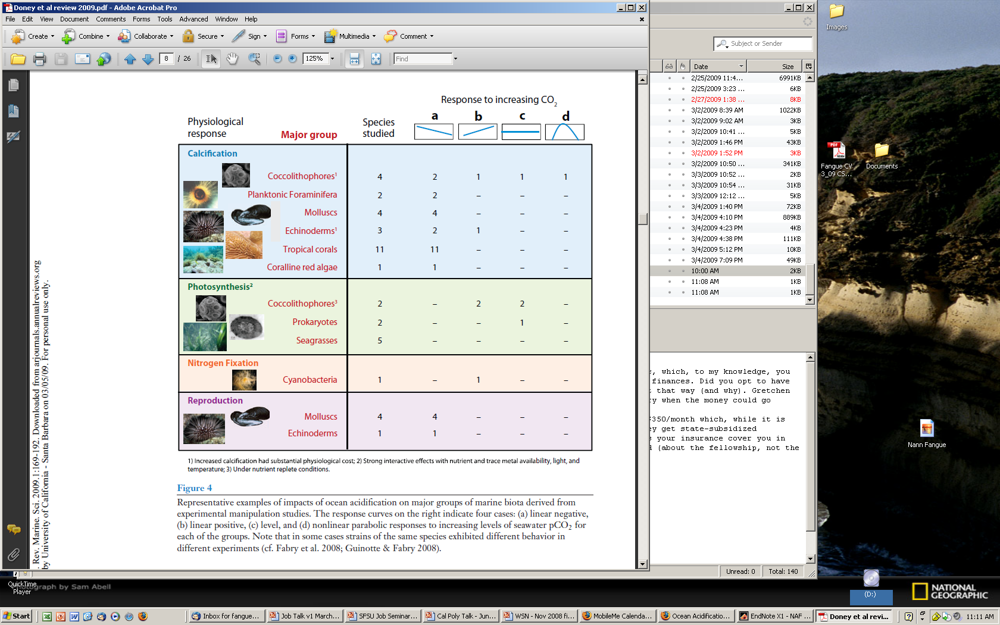 Doney et al review 2009.pdf - Adobe Acrobat Pro
File Edit View Document Comments Forms Tools Advanced Window Help
Create Combine Collaborate Secure Sign Forms Multimedia Comment
8 / 26 125% Find
Response to increasing CO2
a b c d
Physiological response
Major group
Species studied
Calcification
Coccolithophores¹ 4 2 1 1 1
Planktonic Foraminifera 2 2 – – –
Molluscs 4 4 – – –
Echinoderms¹ 3 2 1 – –
Tropical corals 11 11 – – –
Coralline red algae 1 1 – – –
Photosynthesis²
Coccolithophores³ 2 – 2 2 –
Prokaryotes 2 – – 1 –
Seagrasses 5 – – – –
Nitrogen Fixation
Cyanobacteria 1 – 1 – –
Reproduction
Molluscs 4 4 – – –
Echinoderms 1 1 – – –
1) Increased calcification had substantial physiological cost; 2) Strong interactive effects with nutrient and trace metal availability, light, and
temperature; 3) Under nutrient replete conditions.
Figure 4
Representative examples of impacts of ocean acidification on major groups of marine biota derived from
experimental manipulation studies. The response curves on the right indicate four cases: (a) linear negative,
(b) linear positive, (c) level, and (d) nonlinear parabolic responses to increasing levels of seawater pCO2 for
each of the groups. Note that in some cases strains of the same species exhibited different behavior in
different experiments (cf. Fabry et al. 2008; Guinotte & Fabry 2008).
. Rev. Marine. Sci. 2009.1:169-192. Downloaded from arjournals.annualreviews.org
by University of California - Santa Barbara on 03/05/09. For personal use only.
Subject or Sender
Date Size
2/25/2009 11:4... 6991KB
2/25/2009 3:23 ... 6KB
2/27/2009 1:38 ... 8KB
3/2/2009 8:39 AM 1022KB
3/2/2009 9:02 AM 3KB
3/2/2009 10:41 ... 5KB
3/2/2009 1:46 PM 43KB
3/2/2009 1:52 PM 3KB
3/2/2009 10:50 ... 341KB
3/3/2009 10:52 ... 2KB
3/3/2009 10:54 ... 31KB
3/3/2009 12:12 ... 5KB
3/4/2009 1:40 PM 72KB
3/4/2009 4:10 PM 889KB
3/4/2009 4:23 PM 4KB
3/4/2009 4:38 PM 111KB
3/4/2009 5:12 PM 10KB
3/4/2009 7:09 PM 49KB
10:00 AM 2KB
11:08 AM 1KB
11:08 AM 1KB
, which, to my knowledge, you
finances. Did you opt to have
that way (and why). Gretchen
y when the money could go
$350/month which, while it is
ey get state-subsidized
s your insurance cover you in
d (about the fellowship, not the
Unread: 0 Total: 140
Images
Fangue CV
3_09 CS...
Documents
Nann Fangue
(D:)
NATIONAL
GEOGRAPHIC
QuickTime
Player
otograph by Sam Abell
Start
Inbox for fangue... Job Talk v1 March... SFSU Job Seminar... Cal Poly Talk - Jun... WSN - Nov 2008 fi... MobileMe Calenda... Ocean Acidificatio... EndNote X1 - NAF ... Doney et al revi...
11:11 AM